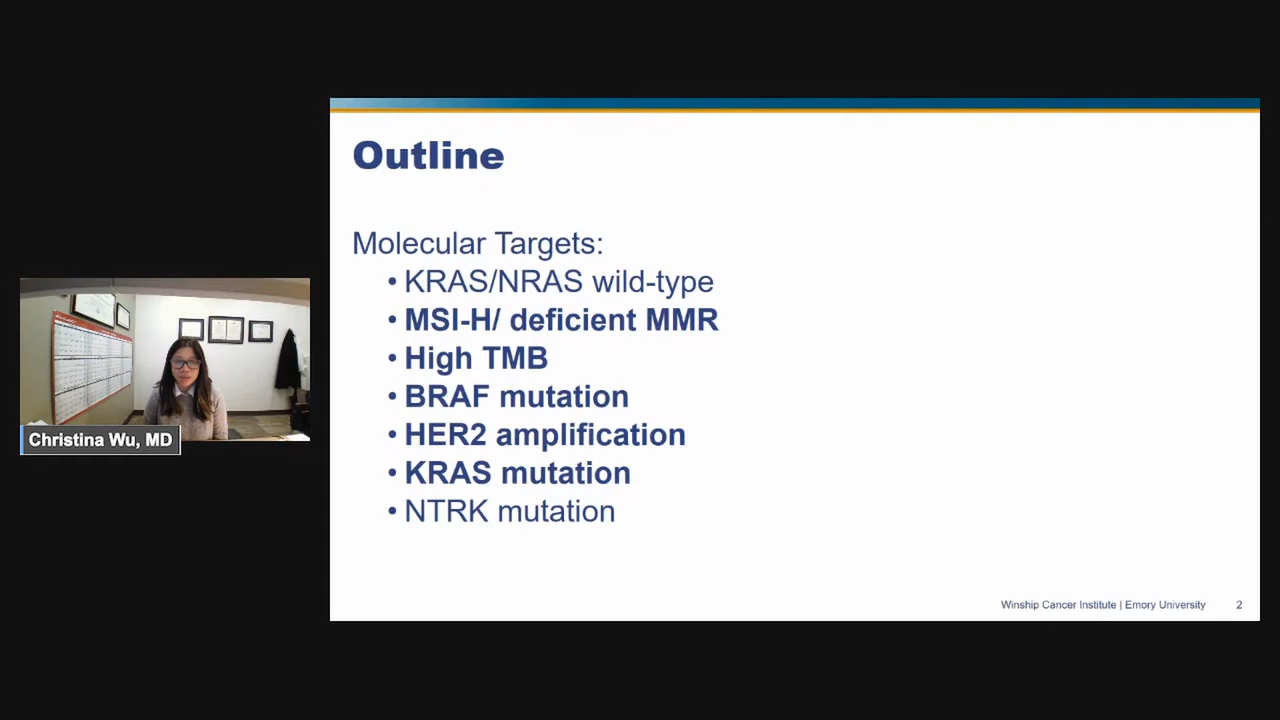 Outline
Molecular Targets:
• KRAS/NRAS wild-type
• MSI-H/ deficient MMR
• High TMB
• BRAF mutation
• HER2 amplification
• KRAS mutation
• NTRK mutation
Winship Cancer Institute | Emory University 2
Christina Wu, MD